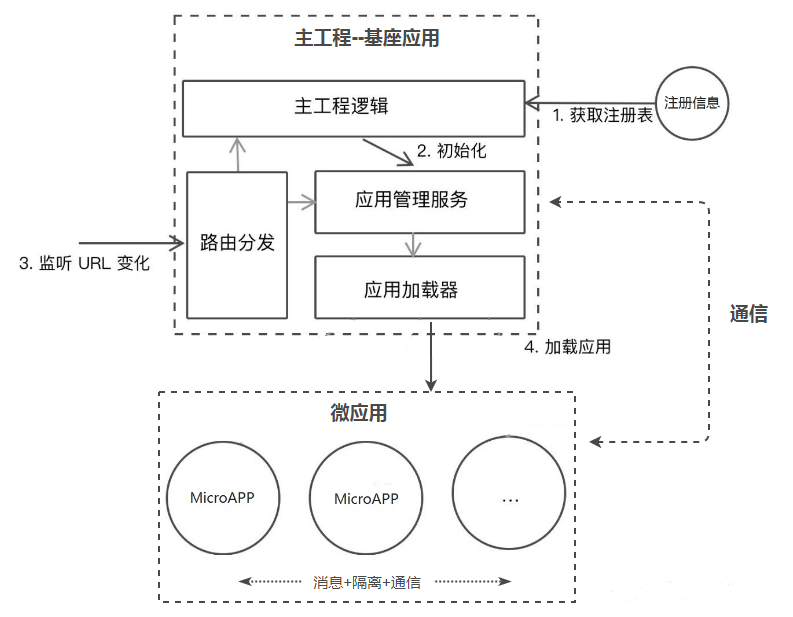 主工程--基座应用
主工程逻辑
注册信息
1. 获取注册表
2. 初始化
应用管理服务
路由分发
3. 监听 URL 变化
应用加载器
通信
4. 加载应用
微应用
MicroAPP
MicroAPP
...
消息+隔离+通信